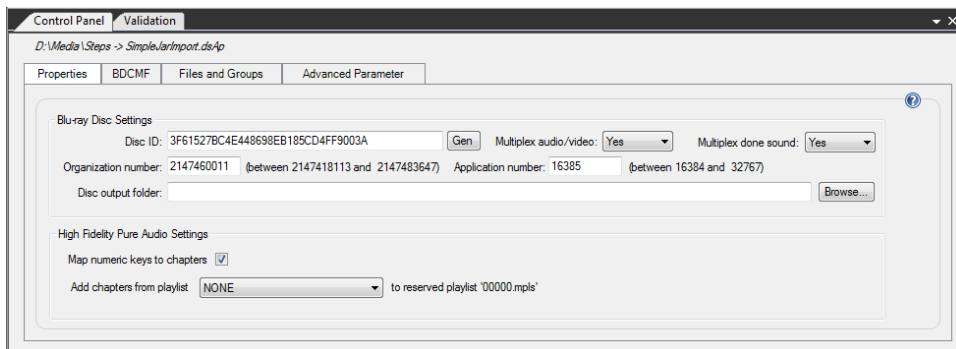 Control Panel Validation
D:\Media\Steps -> SimpleJarImport.dsAp
Properties BDCMF Files and Groups Advanced Parameter
?
Blu-ray Disc Settings
Disc ID: 3F61527BC4E448698EB185CD4FF9003A Gen Multiplex audio/video: Yes Multiplex done sound: Yes
Organization number: 2147460011 (between 2147418113 and 2147483647) Application number: 16385 (between 16384 and 32767)
Disc output folder: Browse...
High Fidelity Pure Audio Settings
Map numeric keys to chapters
Add chapters from playlist NONE to reserved playlist '00000.mpls'